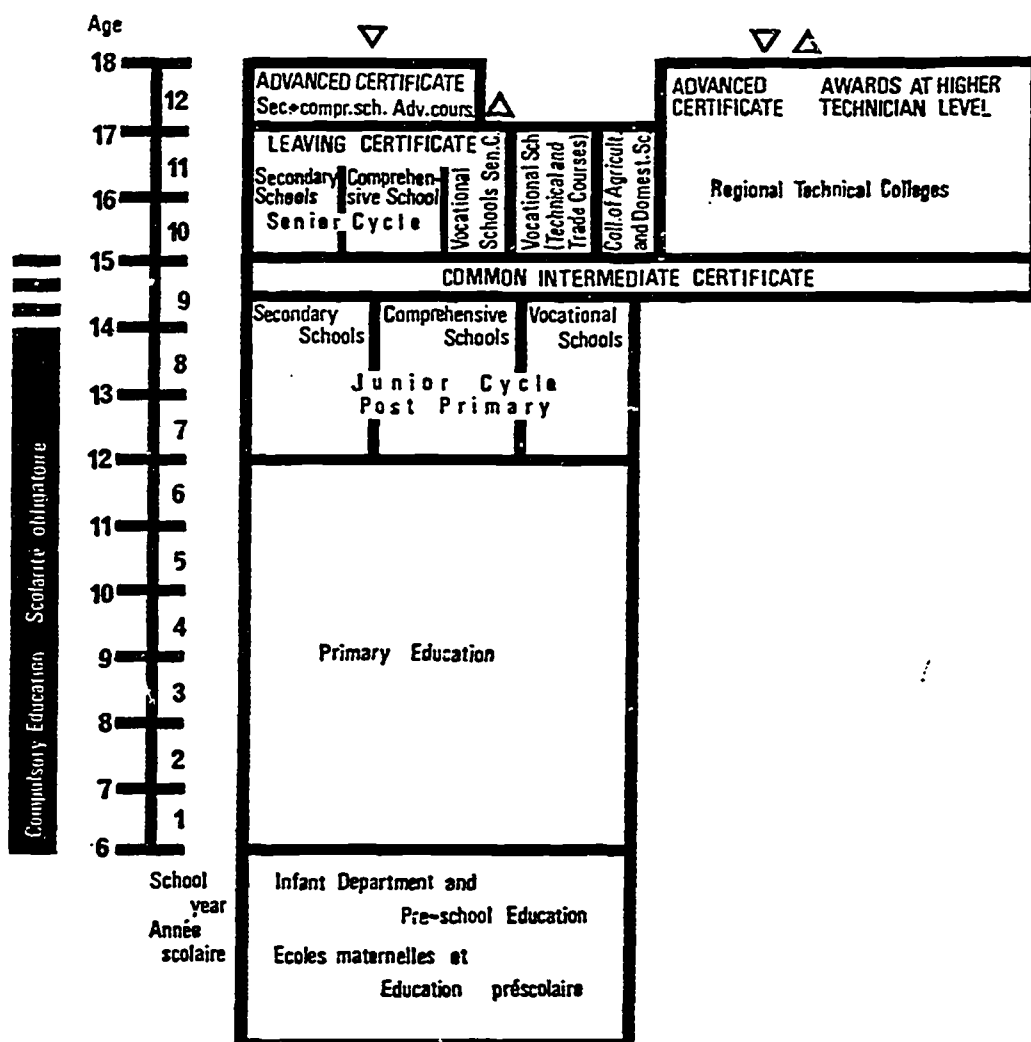 Age
18
17
16
15
14
13
12
11
10
9
8
7
6
12
11
10
9
8
7
6
5
4
3
2
1
School
year
Année
scolaire
Compulsory Education Scolarité obligatoire
ADVANCED CERTIFICATE
Sec.+compr.sch. Adv.cours.
LEAVING CERTIFICATE
Secondary
Schools
Comprehen-
sive School
Senior Cycle
Vocational
Schools Sen.C.
Vocational Sch
(Technical and
Trade Courses)
Coll.of Agricult.
and Domest.Sc
ADVANCED
CERTIFICATE
AWARDS AT HIGHER
TECHNICIAN LEVEL
Regional Technical Colleges
COMMON INTERMEDIATE CERTIFICATE
Secondary
Schools
Comprehensive
Schools
Vocational
Schools
Junior Cycle
Post Primary
Primary Education
Infant Department and
Pre-school Education
Ecoles maternelles et
Education préscolaire